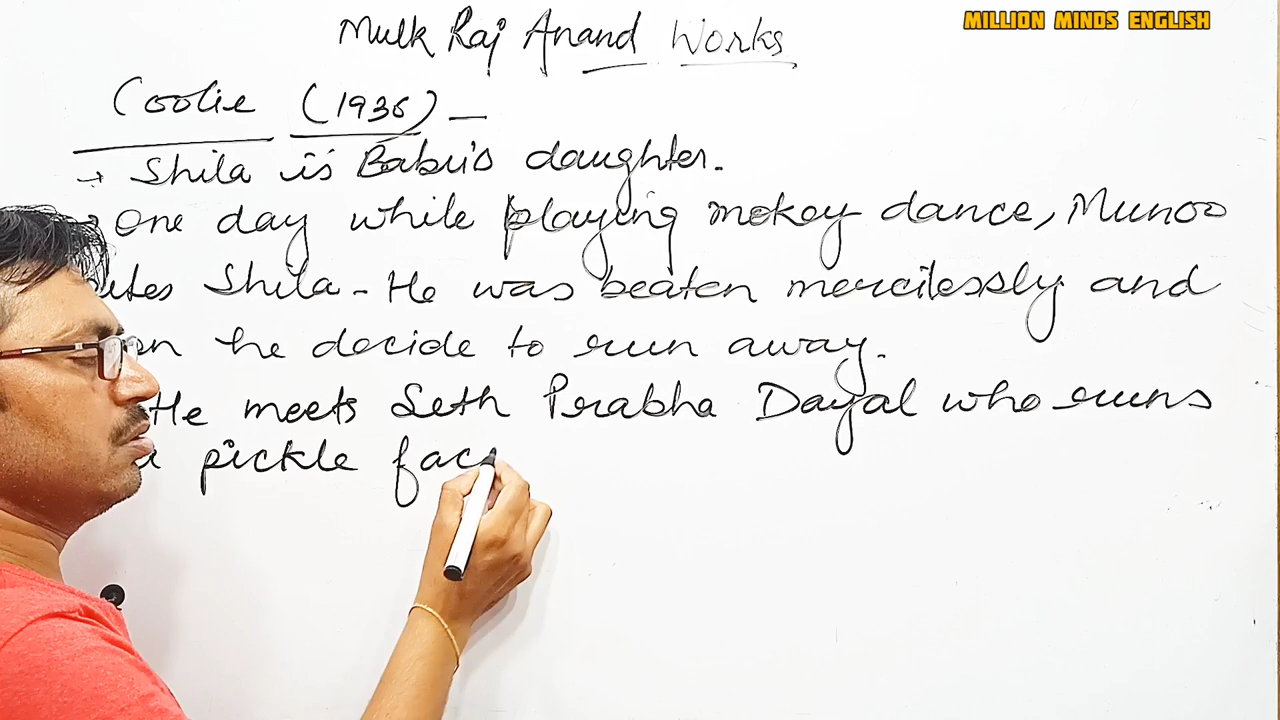 MILLION MINDS ENGLISH
Mulk Raj Anand Works
Coolie (1936) —
→ Shila is Babu's daughter.
One day while playing mokey dance, Munoo
Shila - He was beaten mercilessly and
he decide to run away.
He meets Seth Prabha Dayal who runs
a pickle fac